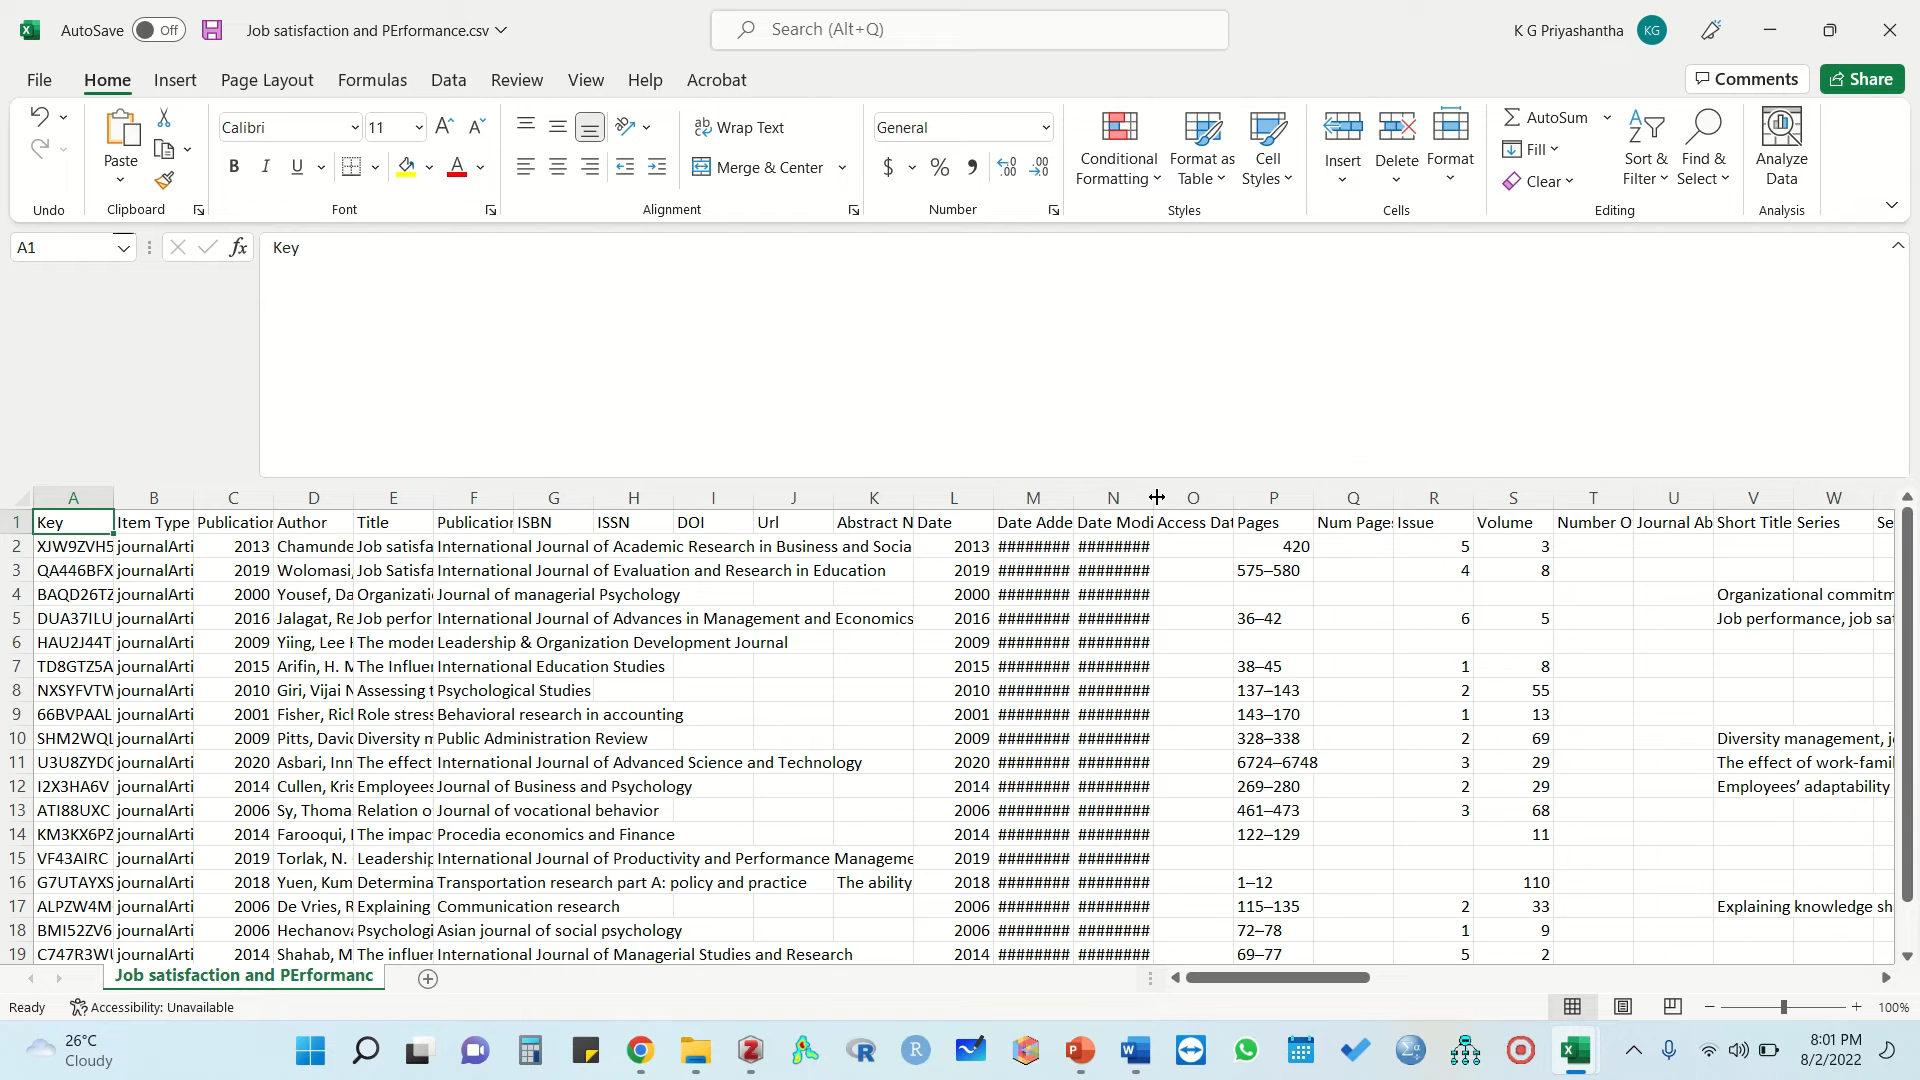 AutoSave Off Job satisfaction and PErformance.csv Search (Alt+Q) K G Priyashantha KG
File Home Insert Page Layout Formulas Data Review View Help Acrobat Comments Share
Calibri 11 Wrap Text General AutoSum
Paste Merge & Center $ % Conditional Formatting Format as Table Cell Styles Insert Delete Format Fill Clear Sort & Filter Find & Select Analyze Data
Undo Clipboard Font Alignment Number Styles Cells Editing Analysis
A1 fx Key
A B C D E F G H I J K L M N O P Q R S T U V W
1 Key Item Type Publication Author Title Publication ISBN ISSN DOI Url Abstract N Date Date Adde Date Modi Access Dat Pages Num Pages Issue Volume Number O Journal Ab Short Title Series Se
2 XJW9ZVH5 journalArti 2013 Chamunde Job satisfa International Journal of Academic Research in Business and Socia 2013 ######## ######## 420 5 3
3 QA446BFX journalArti 2019 Wolomasi, Job Satisfa International Journal of Evaluation and Research in Education 2019 ######## ######## 575–580 4 8
4 BAQD26TZ journalArti 2000 Yousef, Da Organizati Journal of managerial Psychology 2000 ######## ######## Organizational commitm
5 DUA37ILU journalArti 2016 Jalagat, Re Job perfor International Journal of Advances in Management and Economics 2016 ######## ######## 36–42 6 5 Job performance, job sat
6 HAU2J44T journalArti 2009 Yiing, Lee H The moder Leadership & Organization Development Journal 2009 ######## ########
7 TD8GTZ5A journalArti 2015 Arifin, H. M The Influen International Education Studies 2015 ######## ######## 38–45 1 8
8 NXSYFVTW journalArti 2010 Giri, Vijai N Assessing t Psychological Studies 2010 ######## ######## 137–143 2 55
9 66BVPAAL journalArti 2001 Fisher, Rich Role stress Behavioral research in accounting 2001 ######## ######## 143–170 1 13
10 SHM2WQL journalArti 2009 Pitts, David Diversity m Public Administration Review 2009 ######## ######## 328–338 2 69 Diversity management, j
11 U3U8ZYDG journalArti 2020 Asbari, Inn The effect International Journal of Advanced Science and Technology 2020 ######## ######## 6724–6748 3 29 The effect of work-famil
12 I2X3HA6V journalArti 2014 Cullen, Kris Employees Journal of Business and Psychology 2014 ######## ######## 269–280 2 29 Employees’ adaptability
13 ATI88UXC journalArti 2006 Sy, Thoma Relation o Journal of vocational behavior 2006 ######## ######## 461–473 3 68
14 KM3KX6PZ journalArti 2014 Farooqui, The impac Procedia economics and Finance 2014 ######## ######## 122–129 11
15 VF43AIRC journalArti 2019 Torlak, N. Leadership International Journal of Productivity and Performance Manageme 2019 ######## ########
16 G7UTAYXS journalArti 2018 Yuen, Kum Determina Transportation research part A: policy and practice The ability 2018 ######## ######## 1–12 110
17 ALPZW4M journalArti 2006 De Vries, R Explaining Communication research 2006 ######## ######## 115–135 2 33 Explaining knowledge sh
18 BMI52ZV6 journalArti 2006 Hechanova Psychologi Asian journal of social psychology 2006 ######## ######## 72–78 1 9
19 C747R3WU journalArti 2014 Shahab, M The influen International Journal of Managerial Studies and Research 2014 ######## ######## 69–77 5 2
Job satisfaction and PErformanc
Ready Accessibility: Unavailable 100%
26°C 8:01 PM
Cloudy 8/2/2022